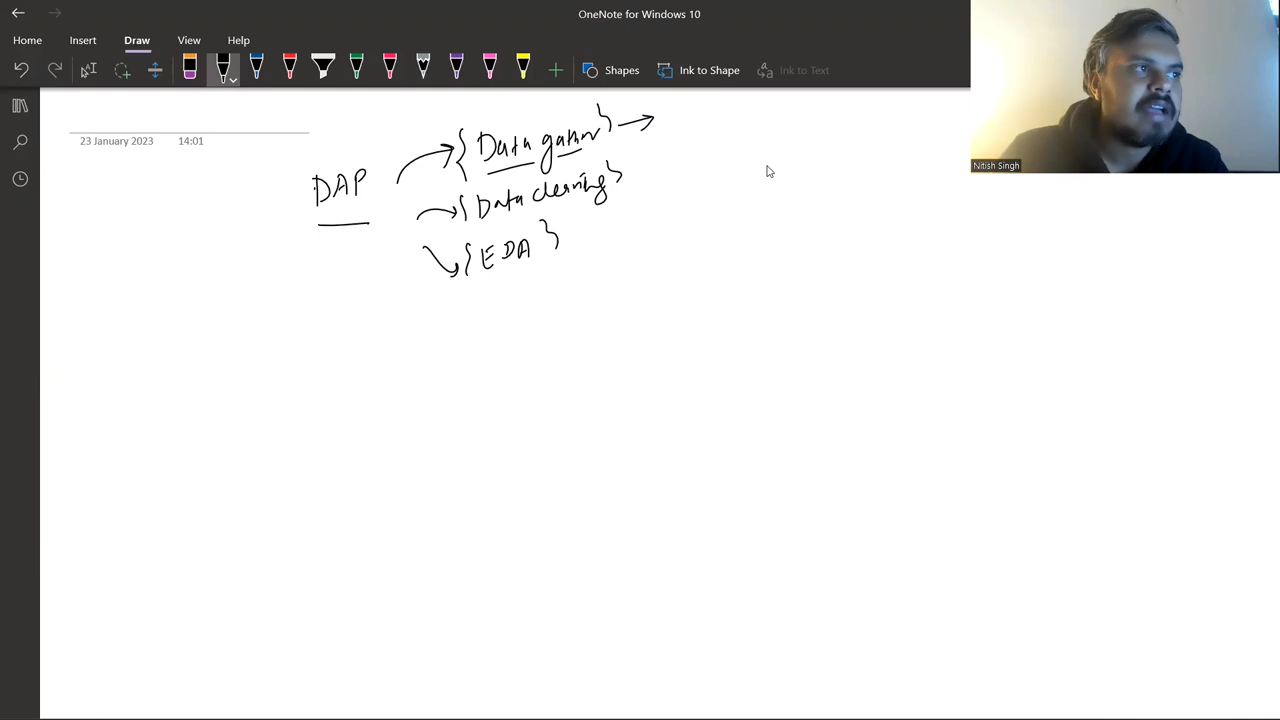 OneNote for Windows 10
Home Insert Draw View Help
Shapes Ink to Shape Ink to Text
23 January 2023 14:01
Nitish Singh
DAP
Data gather
Data cleaning
EDA